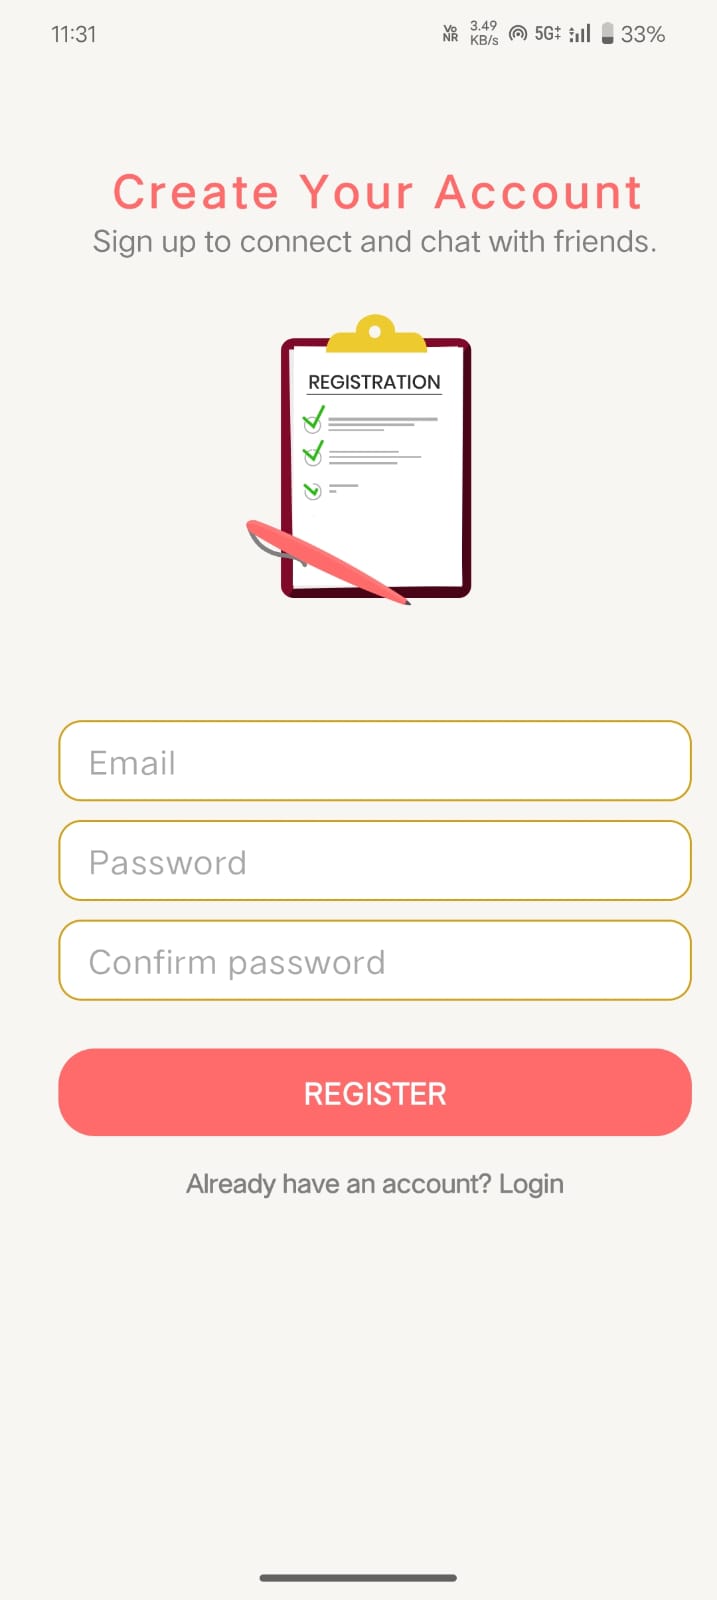 11:31
Vo
NR
3.49
KB/s
5G‡
33%
Create Your Account
Sign up to connect and chat with friends.
REGISTRATION
Email
Password
Confirm password
REGISTER
Already have an account? Login